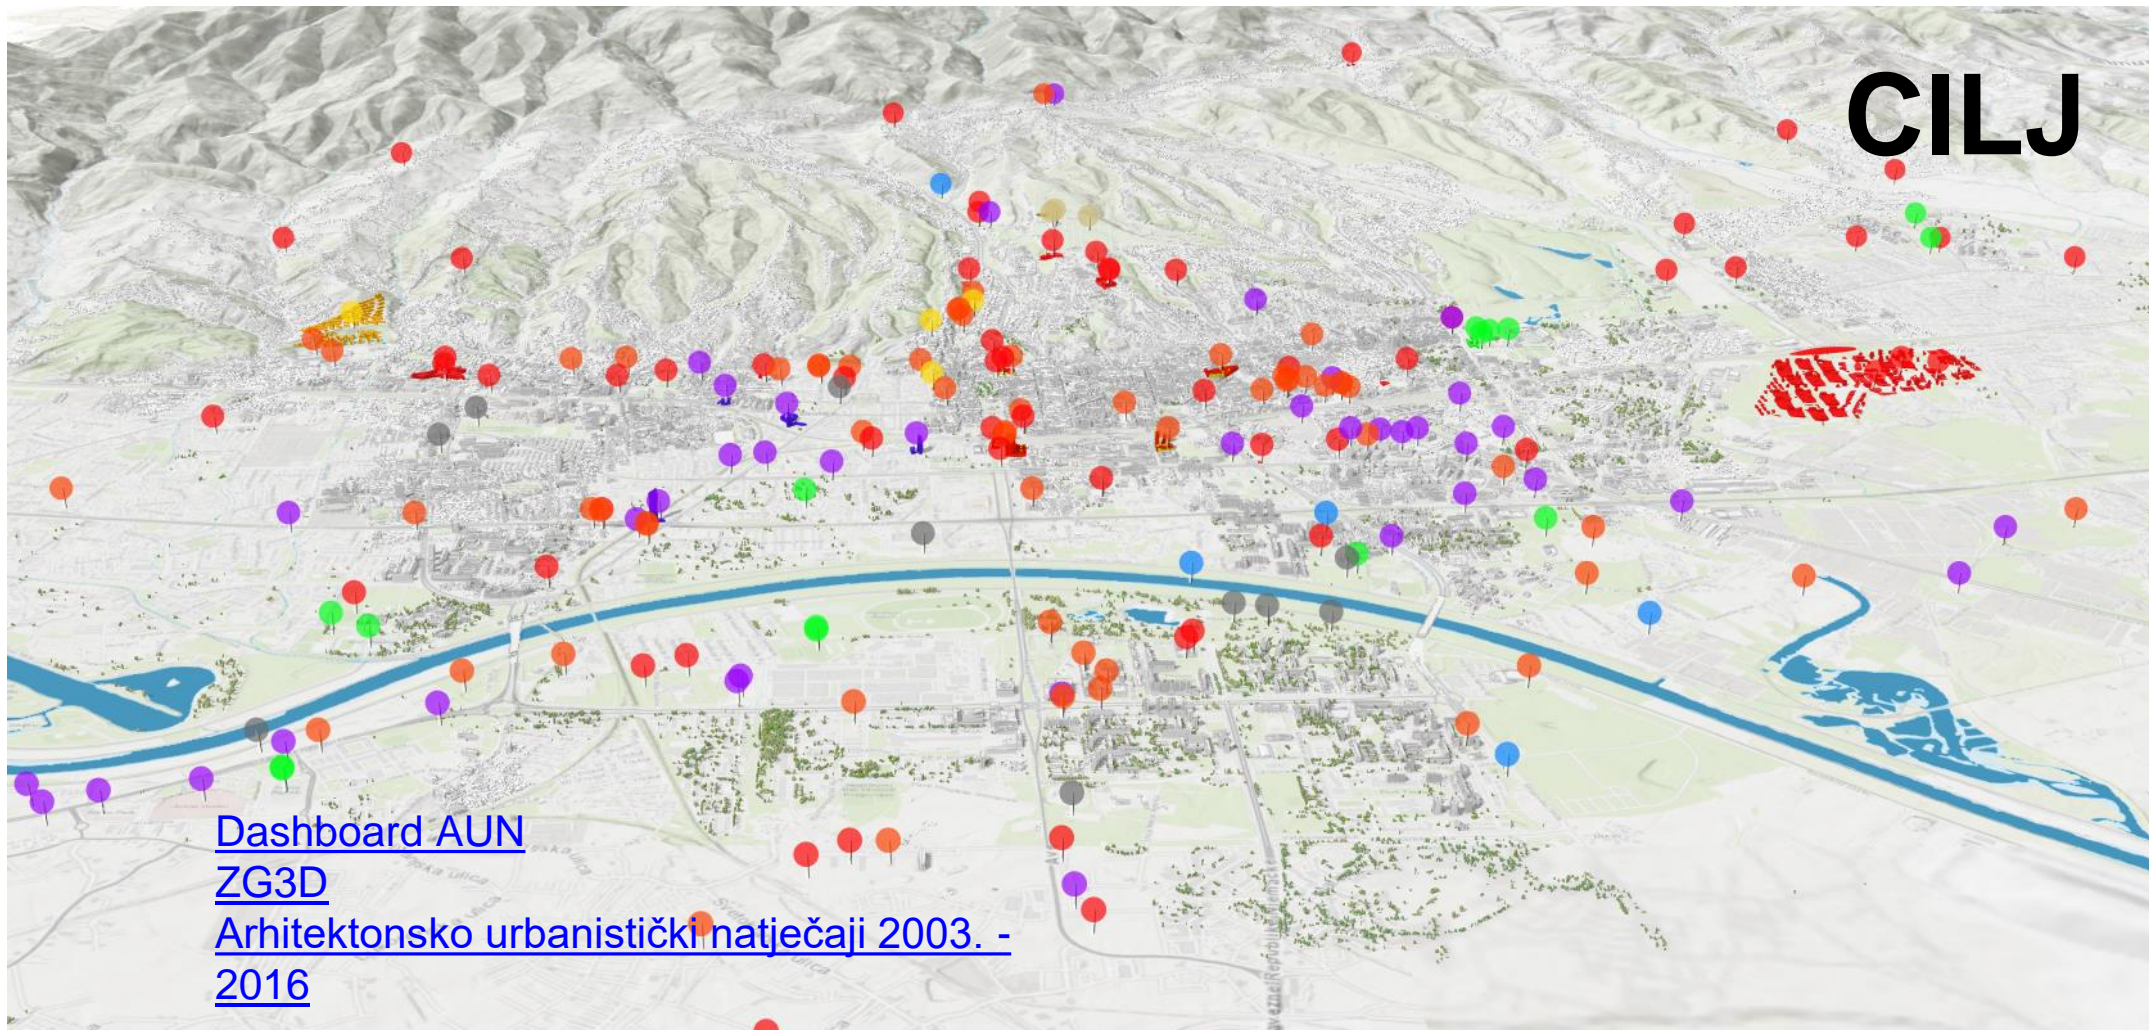 CILJ
Dashboard AUN
ZG3D
Arhitektonsko urbanistički natječaji 2003. -
2016